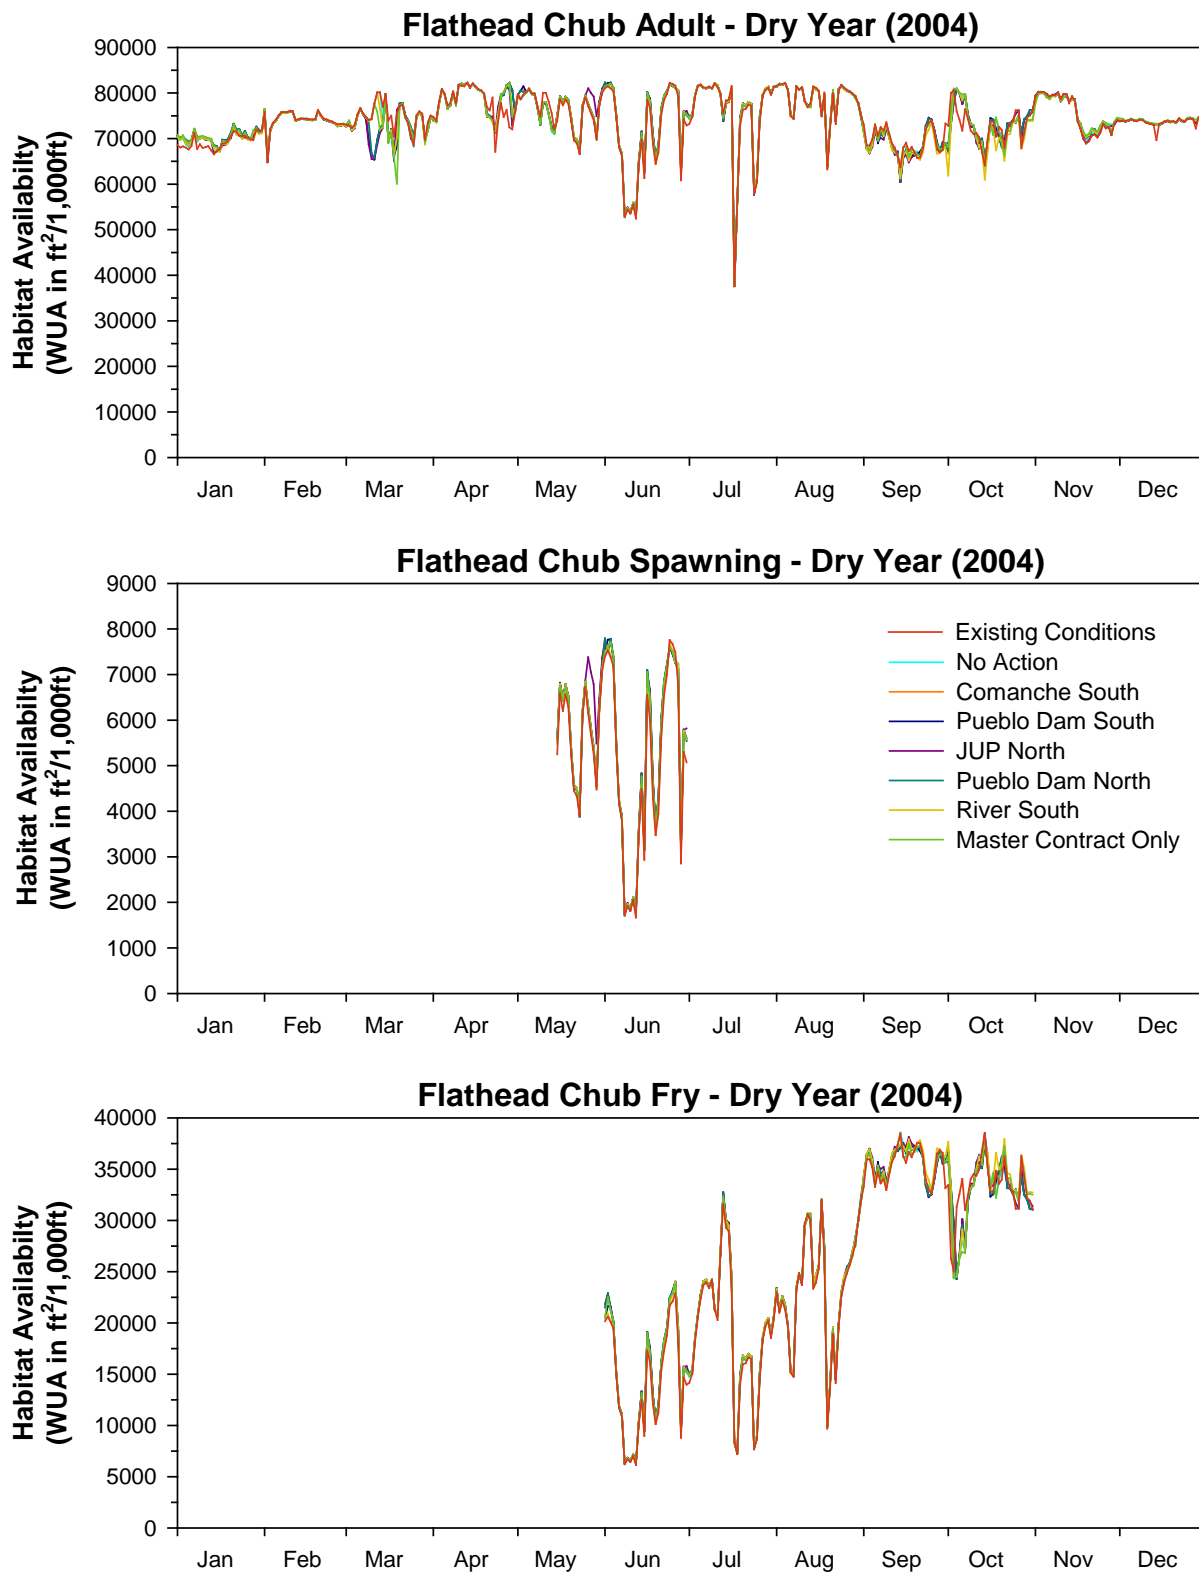 Flathead Chub Adult - Dry Year (2004)
Habitat Availabilty
(WUA in ft²/1,000ft)
90000
80000
70000
60000
50000
40000
30000
20000
10000
0
Jan Feb Mar Apr May Jun Jul Aug Sep Oct Nov Dec
Flathead Chub Spawning - Dry Year (2004)
Habitat Availabilty
(WUA in ft²/1,000ft)
9000
8000
7000
6000
5000
4000
3000
2000
1000
0
Existing Conditions
No Action
Comanche South
Pueblo Dam South
JUP North
Pueblo Dam North
River South
Master Contract Only
Jan Feb Mar Apr May Jun Jul Aug Sep Oct Nov Dec
Flathead Chub Fry - Dry Year (2004)
Habitat Availabilty
(WUA in ft²/1,000ft)
40000
35000
30000
25000
20000
15000
10000
5000
0
Jan Feb Mar Apr May Jun Jul Aug Sep Oct Nov Dec